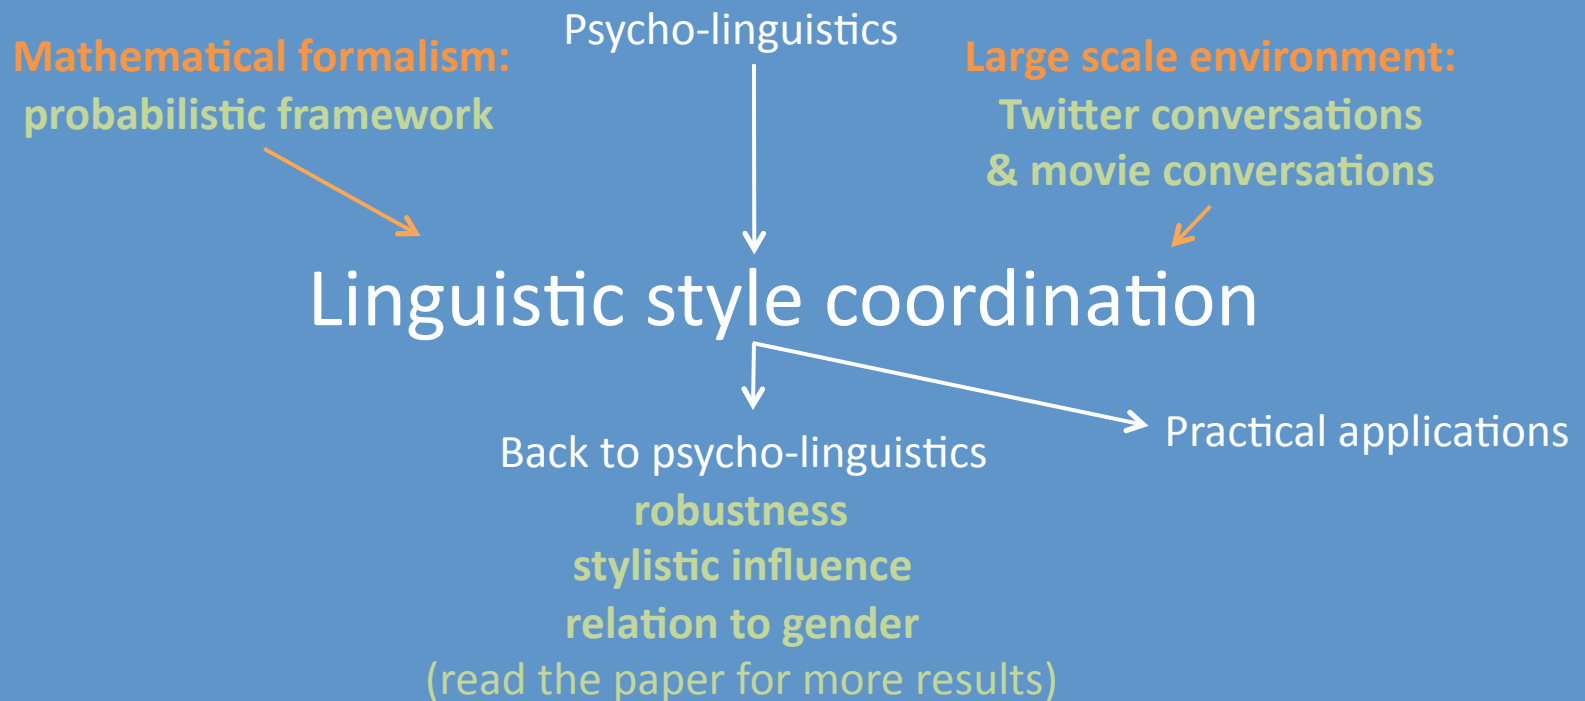 Psycho-linguistics
Mathematical formalism:
probabilistic framework
Large scale environment:
Twitter conversations
& movie conversations
Linguistic style coordination
Back to psycho-linguistics
robustness
stylistic influence
relation to gender
(read the paper for more results)
Practical applications